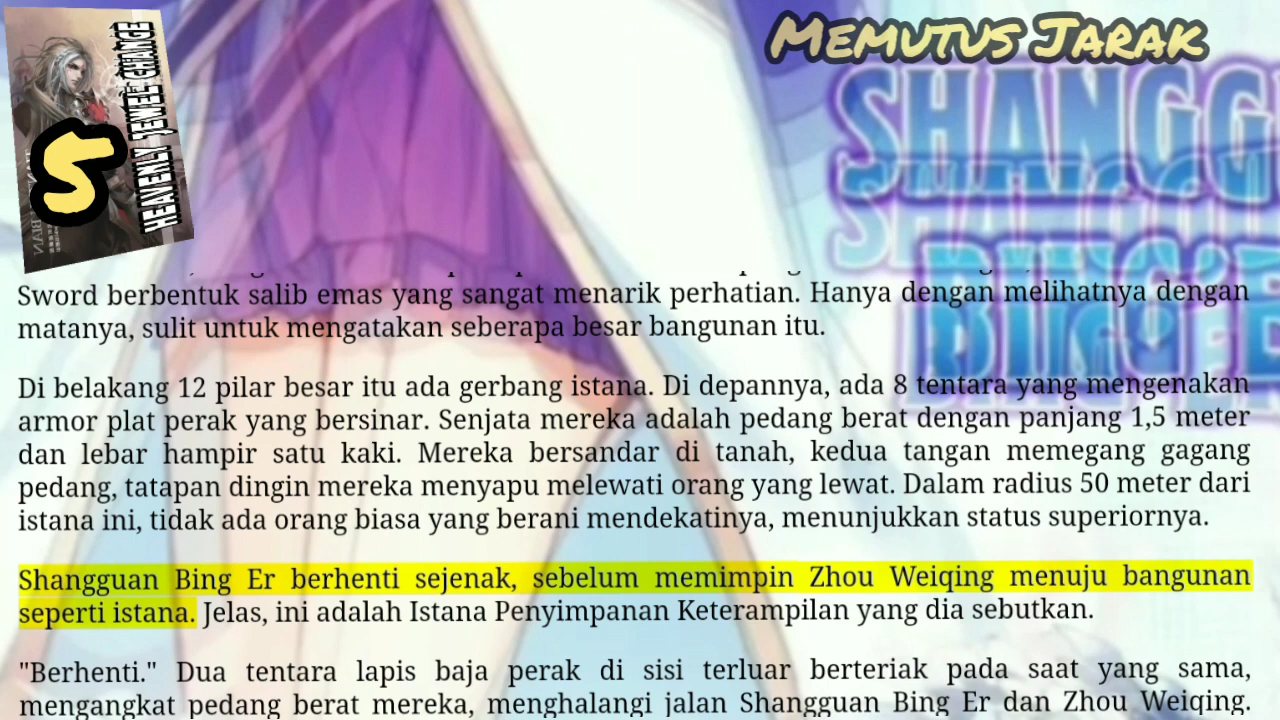 MEMUTUS JARAK
HEAVENLY JEWEL CHANGE
5
SHANGG
BING E
Sword berbentuk salib emas yang sangat menarik perhatian. Hanya dengan melihatnya dengan
matanya, sulit untuk mengatakan seberapa besar bangunan itu.
Di belakang 12 pilar besar itu ada gerbang istana. Di depannya, ada 8 tentara yang mengenakan
armor plat perak yang bersinar. Senjata mereka adalah pedang berat dengan panjang 1,5 meter
dan lebar hampir satu kaki. Mereka bersandar di tanah, kedua tangan memegang gagang
pedang, tatapan dingin mereka menyapu melewati orang yang lewat. Dalam radius 50 meter dari
istana ini, tidak ada orang biasa yang berani mendekatinya, menunjukkan status superiornya.
Shangguan Bing Er berhenti sejenak, sebelum memimpin Zhou Weiqing menuju bangunan
seperti istana. Jelas, ini adalah Istana Penyimpanan Keterampilan yang dia sebutkan.
"Berhenti." Dua tentara lapis baja perak di sisi terluar berteriak pada saat yang sama,
mengangkat pedang berat mereka, menghalangi jalan Shangguan Bing Er dan Zhou Weiqing.